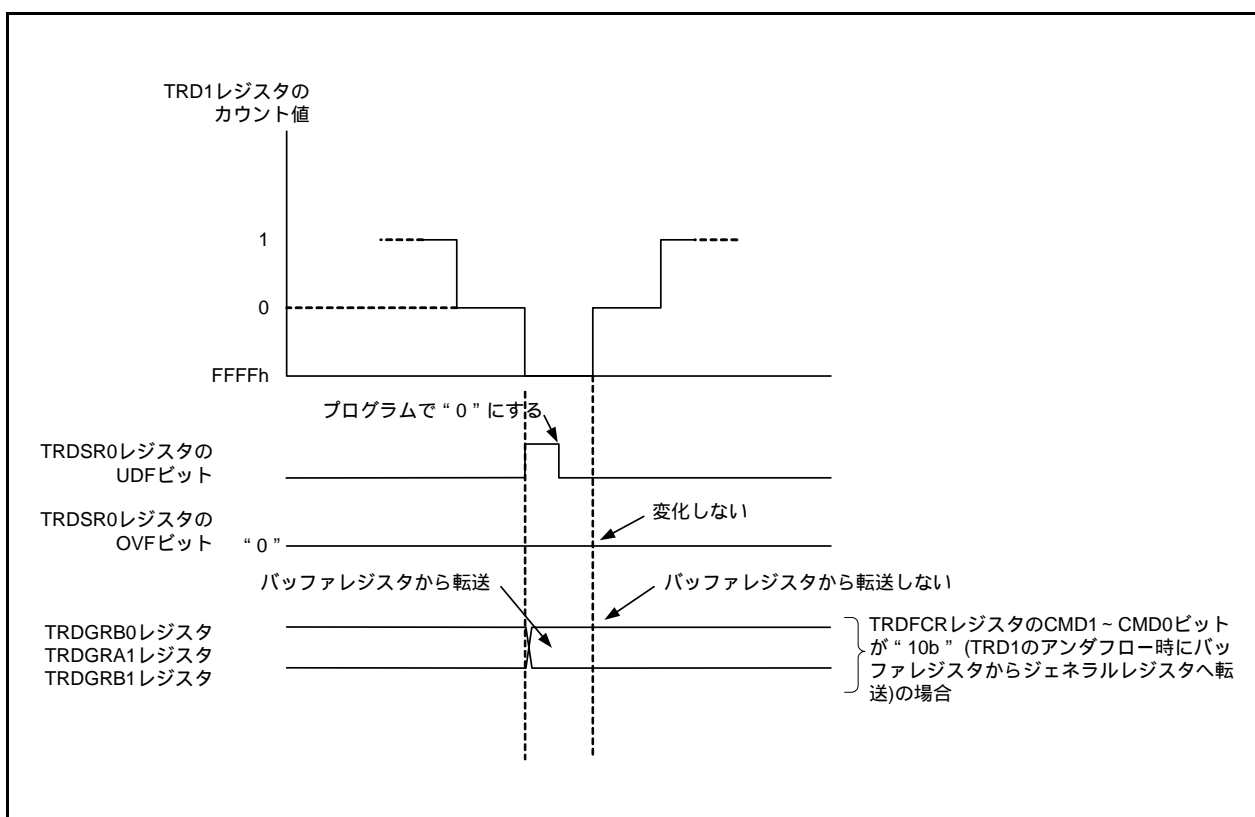 TRD1レジスタの
カウント値
1
0
FFFFh
プログラムで“0”にする
TRDSR0レジスタの
UDFビット
TRDSR0レジスタの
OVFビット “0”
変化しない
バッファレジスタから転送
バッファレジスタから転送しない
TRDGRB0レジスタ
TRDGRA1レジスタ
TRDGRB1レジスタ
TRDFCRレジスタのCMD1~CMD0ビット
が“10b”(TRD1のアンダフロー時にバッ
ファレジスタからジェネラルレジスタへ転
送)の場合